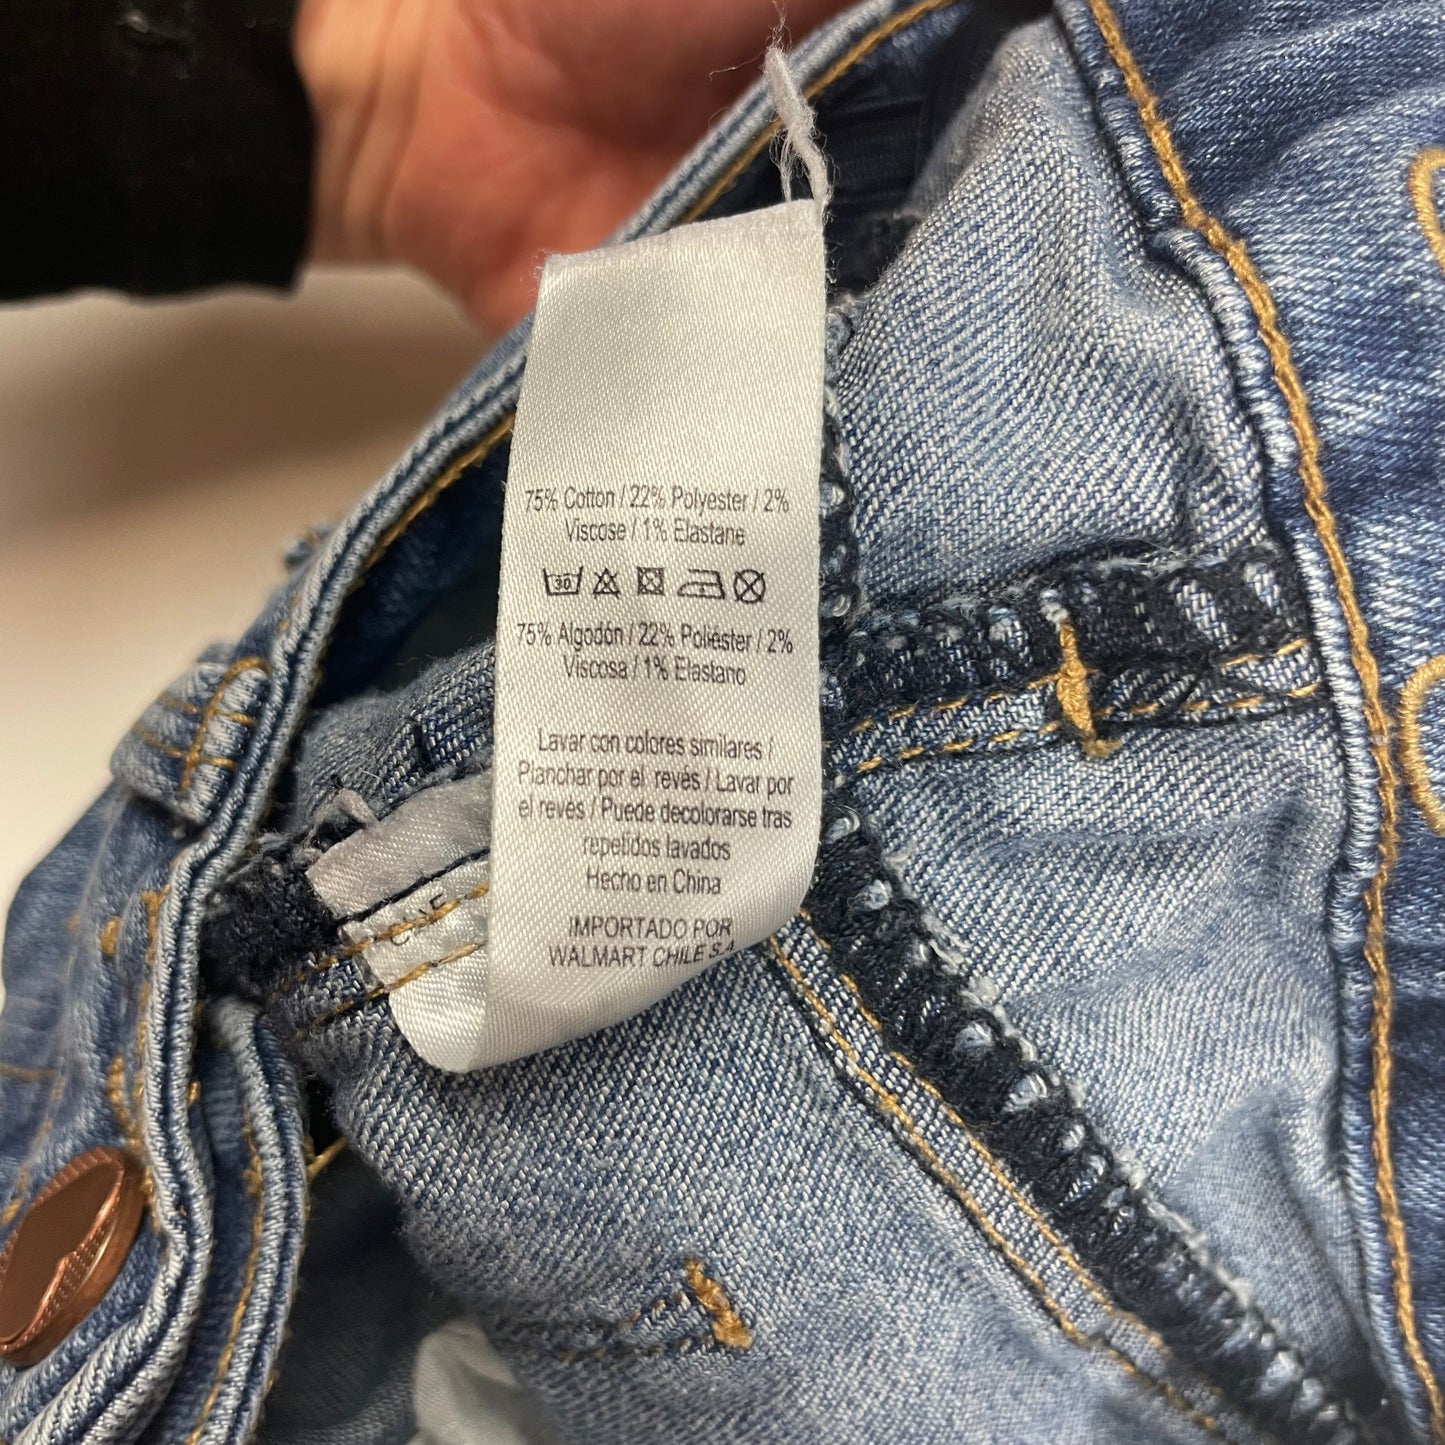 75% Cotton / 22% Polyester / 2%
Viscose / 1% Elastane
30
75% Algodón / 22% Poliéster / 2%
Viscosa / 1% Elastano
Lavar con colores similares /
Planchar por el revés / Lavar por
el revés / Puede decolorarse tras
repetidos lavados
Hecho en China
IMPORTADO POR
WALMART CHILE S.A.